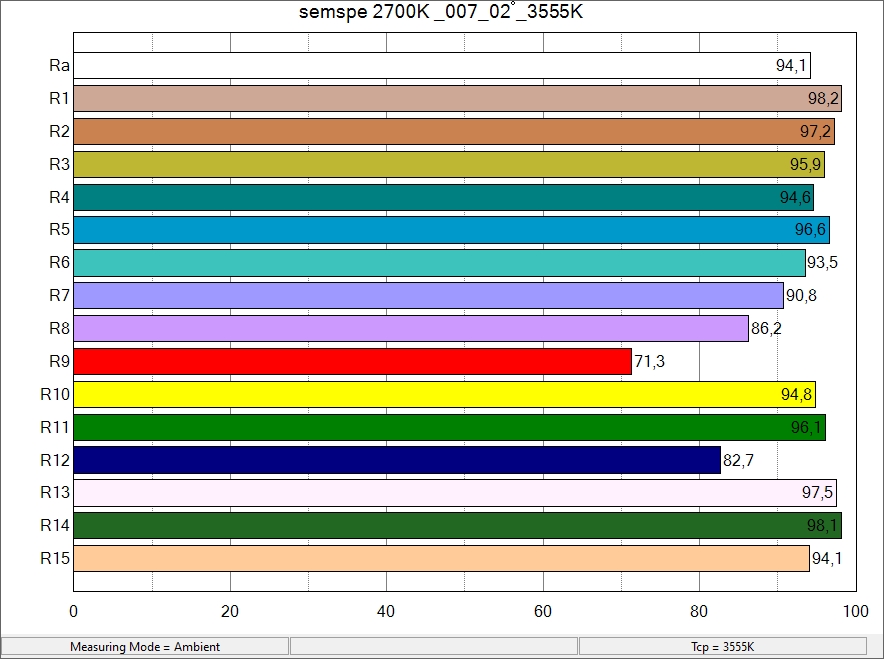 semspe 2700K _007_02°_3555K
Ra 94,1
R1 98,2
R2 97,2
R3 95,9
R4 94,6
R5 96,6
R6 93,5
R7 90,8
R8 86,2
R9 71,3
R10 94,8
R11 96,1
R12 82,7
R13 97,5
R14 98,1
R15 94,1
0 20 40 60 80 100
Measuring Mode = Ambient Tcp = 3555K